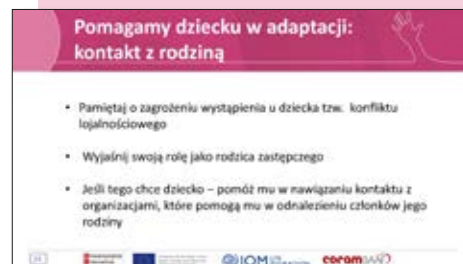 Pomagamy dziecku w adaptacji:
kontakt z rodziną
• Pamiętaj o zagrożeniu wystąpienia u dziecka tzw. konfliktu
lojalnościowego
• Wyjaśnij swoją rolę jako rodzica zastępczego
• Jeśli tego chce dziecko – pomóż mu w nawiązaniu kontaktu z
organizacjami, które pomogą mu w odnalezieniu członków jego
rodziny
IOM
coram